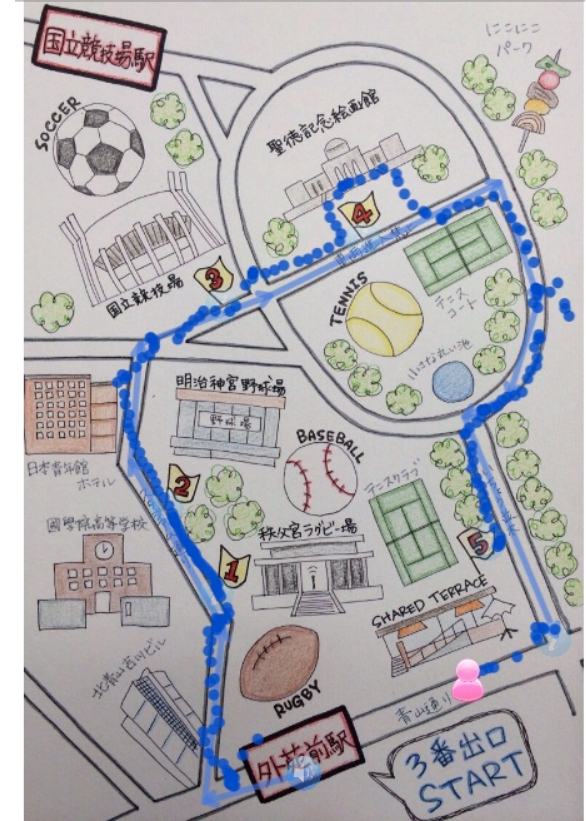 国立競技場駅
にこにこ
パーク
SOCCER
聖徳記念絵画館
4
3
国立競技場
TENNIS
テニス
コート
小さな丸い池
明治神宮野球場
野球場
日本青年館
ホテル
BASEBALL
テニスクラブ
2
國學院高等学校
秩父宮ラグビー場
1
5
SHARED TERRACE
北青山吉川ビル
RUGBY
青山通り
外苑前駅
3番出口
START